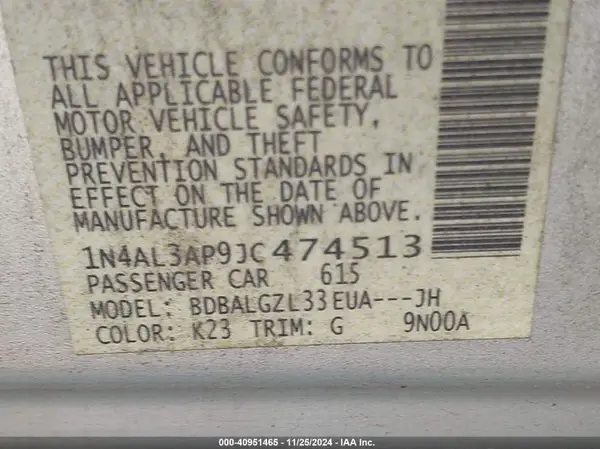 THIS VEHICLE CONFORMS TO
ALL APPLICABLE FEDERAL
MOTOR VEHICLE SAFETY,
BUMPER, AND THEFT
PREVENTION STANDARDS IN
EFFECT ON THE DATE OF
MANUFACTURE SHOWN ABOVE.
1N4AL3AP9JC474513
PASSENGER CAR 615
MODEL: BDBALGZL33EUA---JH
COLOR: K23 TRIM: G 9N00A
000-40951465 - 11/25/2024 - IAA Inc.